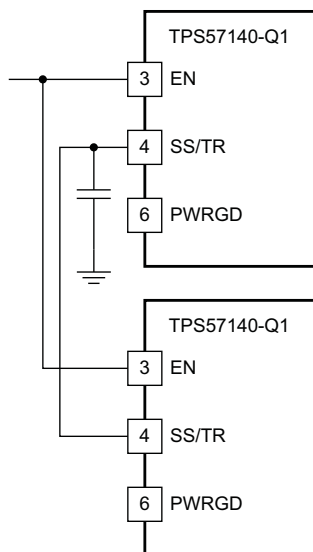 TPS57140-Q1
3 EN
4 SS/TR
6 PWRGD
TPS57140-Q1
3 EN
4 SS/TR
6 PWRGD